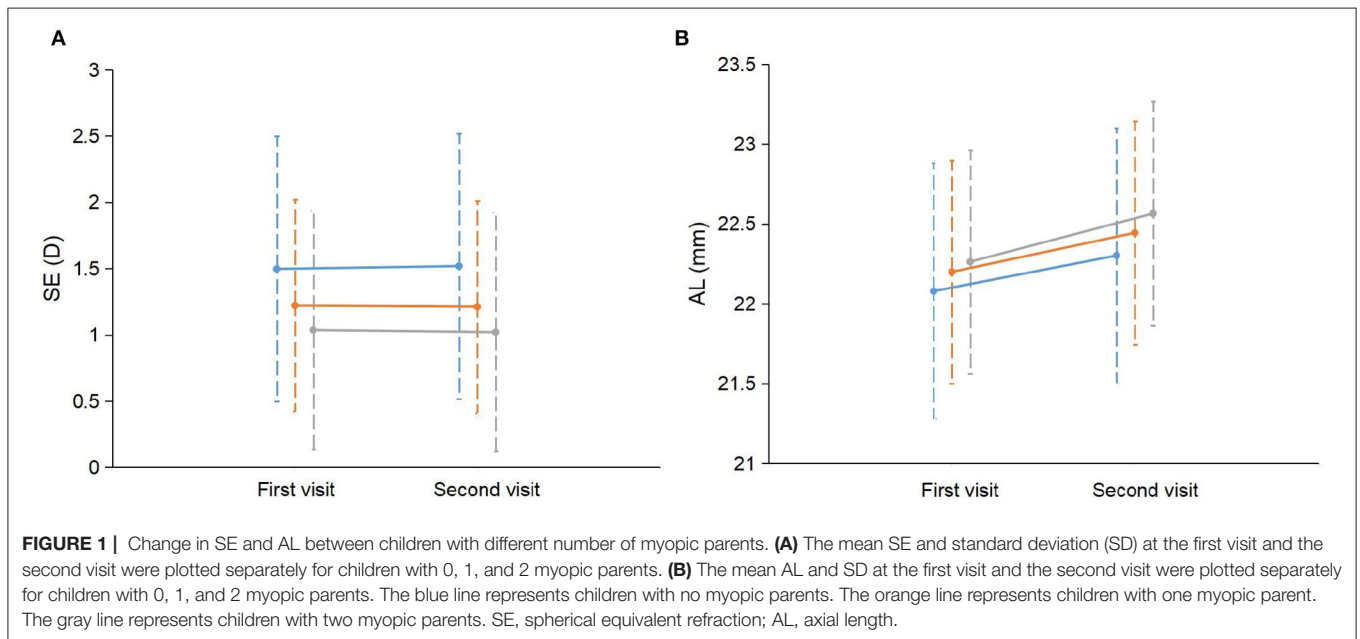 A
3
2.5
2
1.5
1
0.5
0
SE (D)
First visit
Second visit
B
23.5
23
22.5
22
21.5
21
AL (mm)
First visit
Second visit
FIGURE 1 | Change in SE and AL between children with different number of myopic parents. (A) The mean SE and standard deviation (SD) at the first visit and the
second visit were plotted separately for children with 0, 1, and 2 myopic parents. (B) The mean AL and SD at the first visit and the second visit were plotted separately
for children with 0, 1, and 2 myopic parents. The blue line represents children with no myopic parents. The orange line represents children with one myopic parent.
The gray line represents children with two myopic parents. SE, spherical equivalent refraction; AL, axial length.